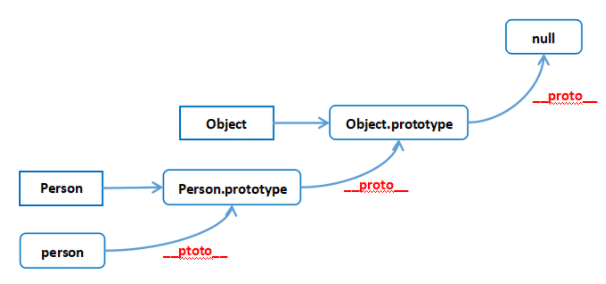 null
__proto__
Object
Object.prototype
__proto__
Person
Person.prototype
person
__ptoto__